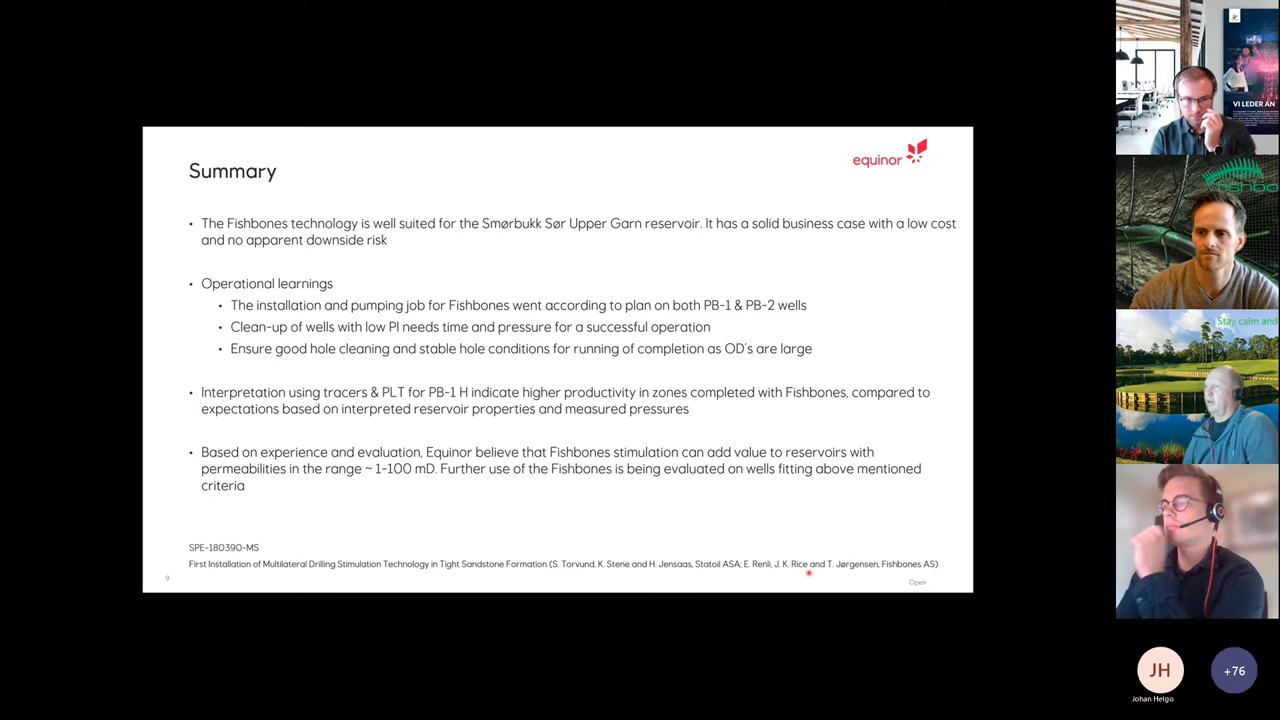 Summary
equinor
• The Fishbones technology is well suited for the Smørbukk Sør Upper Garn reservoir. It has a solid business case with a low cost
and no apparent downside risk
• Operational learnings
• The installation and pumping job for Fishbones went according to plan on both PB-1 & PB-2 wells
• Clean-up of wells with low PI needs time and pressure for a successful operation
• Ensure good hole cleaning and stable hole conditions for running of completion as OD's are large
• Interpretation using tracers & PLT for PB-1 H indicate higher productivity in zones completed with Fishbones, compared to
expectations based on interpreted reservoir properties and measured pressures
• Based on experience and evaluation, Equinor believe that Fishbones stimulation can add value to reservoirs with
permeabilities in the range ~ 1-100 mD. Further use of the Fishbones is being evaluated on wells fitting above mentioned
criteria
SPE-180390-MS
First Installation of Multilateral Drilling Stimulation Technology in Tight Sandstone Formation (S. Torvund, K. Stene and H. Jensaas, Statoil ASA; E. Renli, J. K. Rice and T. Jørgensen, Fishbones AS)
9
Open
VI LEDER AN
fishbo
Stay calm and
JH
+76
Johan Helgo